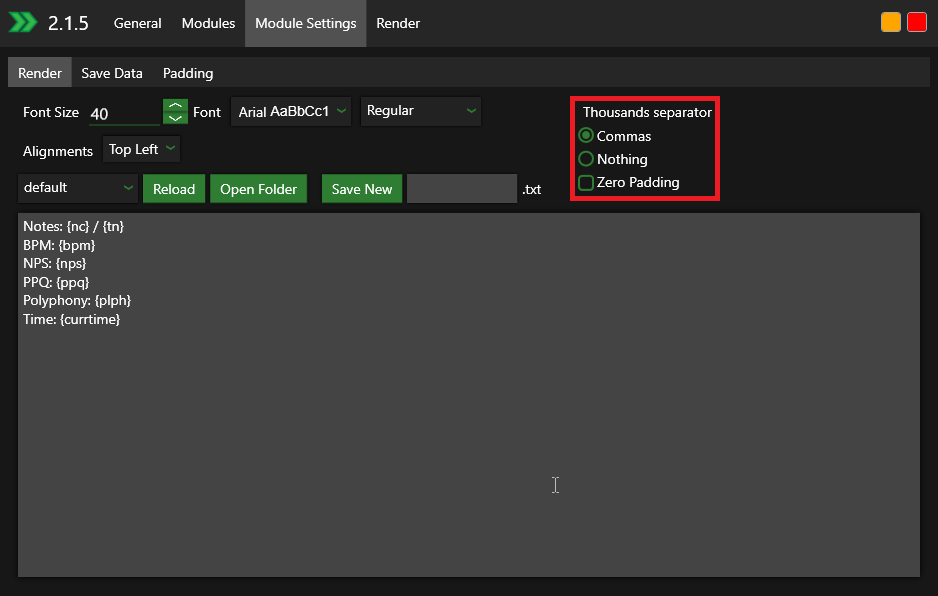 2.1.5 General Modules Module Settings Render
Render Save Data Padding
Font Size 40 Font Arial AaBbCc1 Regular
Thousands separator
Commas
Alignments Top Left
Nothing
Zero Padding
default Reload Open Folder Save New .txt
Notes: {nc} / {tn}
BPM: {bpm}
NPS: {nps}
PPQ: {ppq}
Polyphony: {plph}
Time: {currtime}